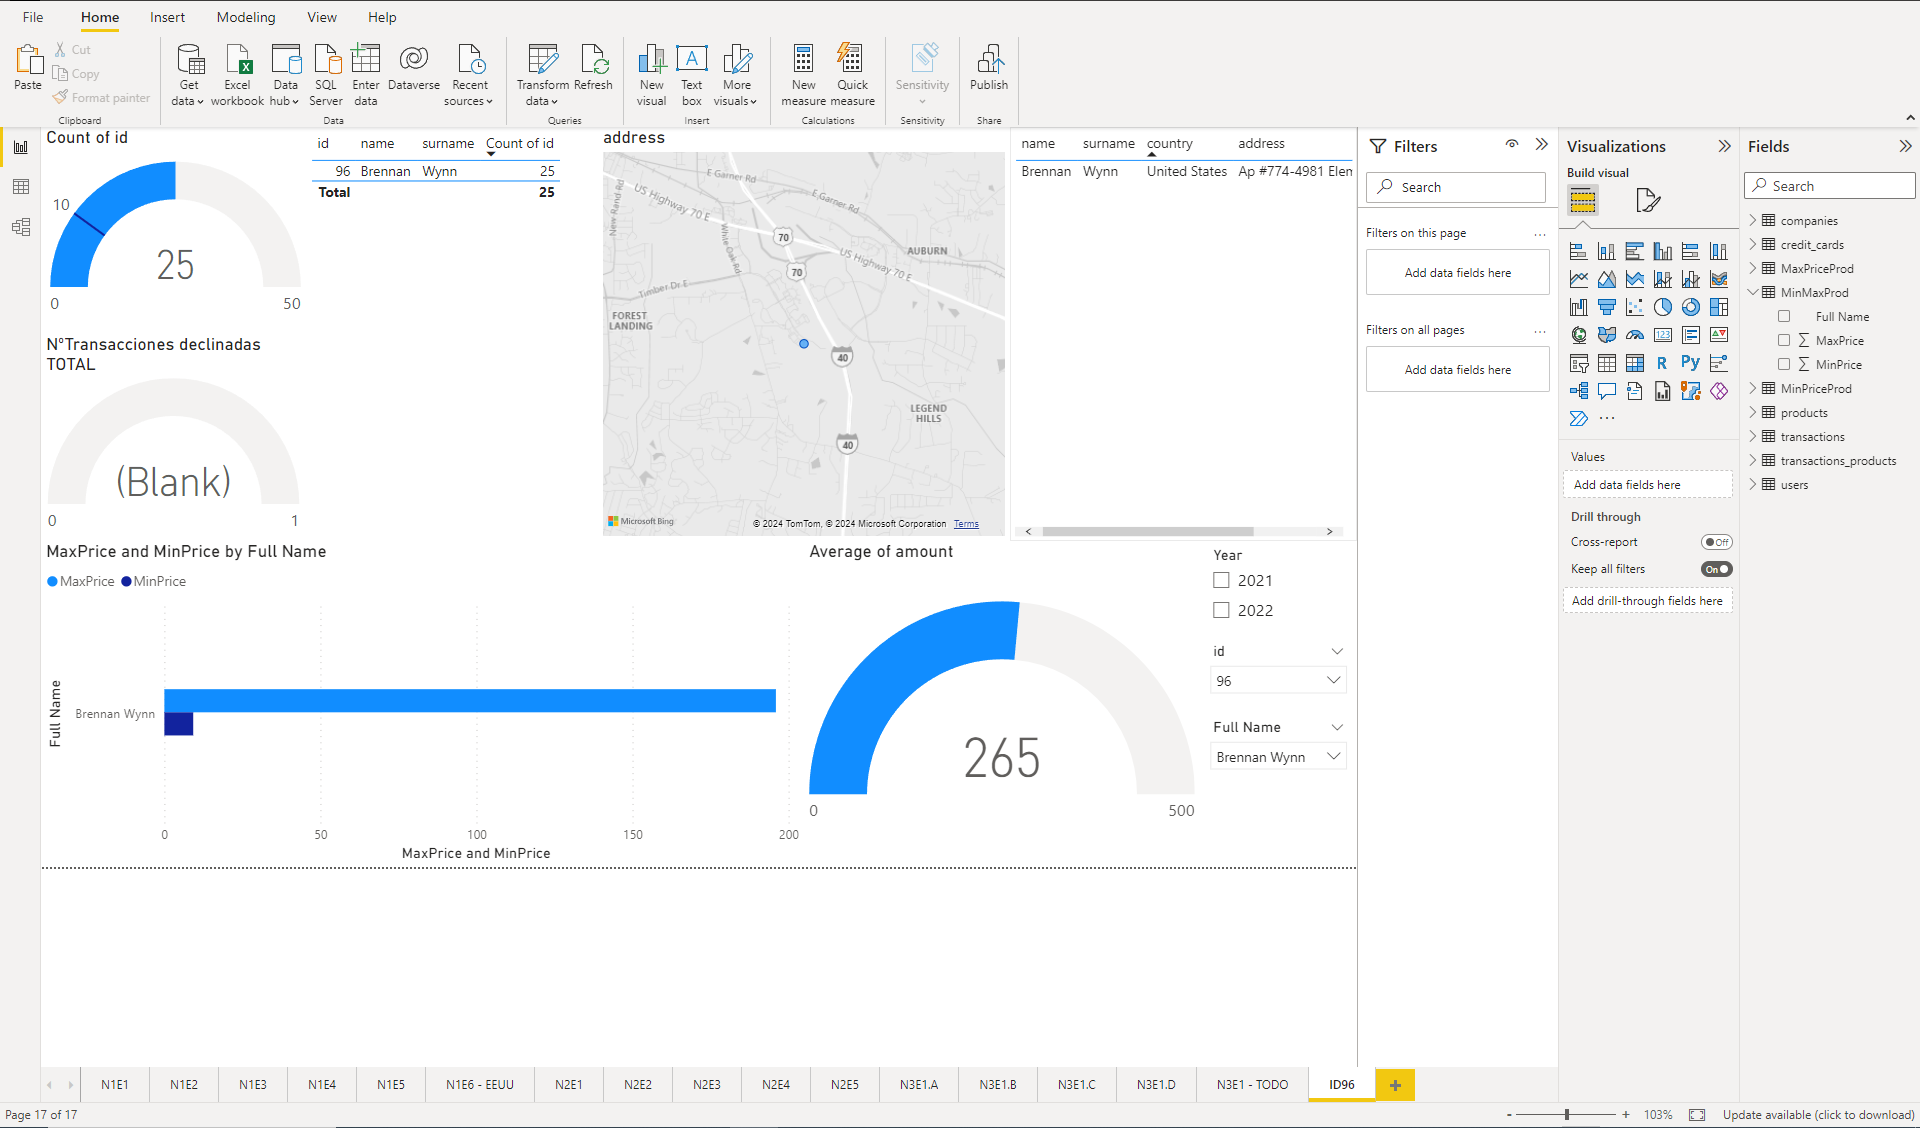 File Home Insert Modeling View Help
Paste Cut
Copy
Format painter
Get data Excel workbook Data hub SQL Server Enter data Dataverse Recent sources Transform data Refresh New visual Text box More visuals New measure Quick measure Sensitivity Publish
Clipboard Data Queries Insert Calculations Sensitivity Share
Count of id
10
25
0 50
id name surname Count of id
96 Brennan Wynn 25
Total 25
N°Transacciones declinadas
TOTAL
(Blank)
0 1
address
E Garner Rd
US Highway 70 E
E Garner Rd
New Rand Rd
White Oak Rd
70
70
AUBURN
US Highway 70 E
Timber Dr E
FOREST
LANDING
40
LEGEND
HILLS
40
Microsoft Bing
© 2024 TomTom, © 2024 Microsoft Corporation Terms
name surname country address
Brennan Wynn United States Ap #774-4981 Elem
MaxPrice and MinPrice by Full Name
MaxPrice MinPrice
Full Name
Brennan Wynn
0 50 100 150 200
MaxPrice and MinPrice
Average of amount
265
0 500
Year
2021
2022
id
96
Full Name
Brennan Wynn
Filters
Search
Filters on this page ...
Add data fields here
Filters on all pages ...
Add data fields here
Visualizations
Build visual
123
R Py
...
Values
Add data fields here
Drill through
Cross-report Off
Keep all filters On
Add drill-through fields here
Fields
Search
companies
credit_cards
MaxPriceProd
MinMaxProd
Full Name
∑ MaxPrice
∑ MinPrice
MinPriceProd
products
transactions
transactions_products
users
N1E1 N1E2 N1E3 N1E4 N1E5 N1E6 - EEUU N2E1 N2E2 N2E3 N2E4 N2E5 N3E1.A N3E1.B N3E1.C N3E1.D N3E1 - TODO ID96 +
Page 17 of 17
- + 103% Update available (click to download)